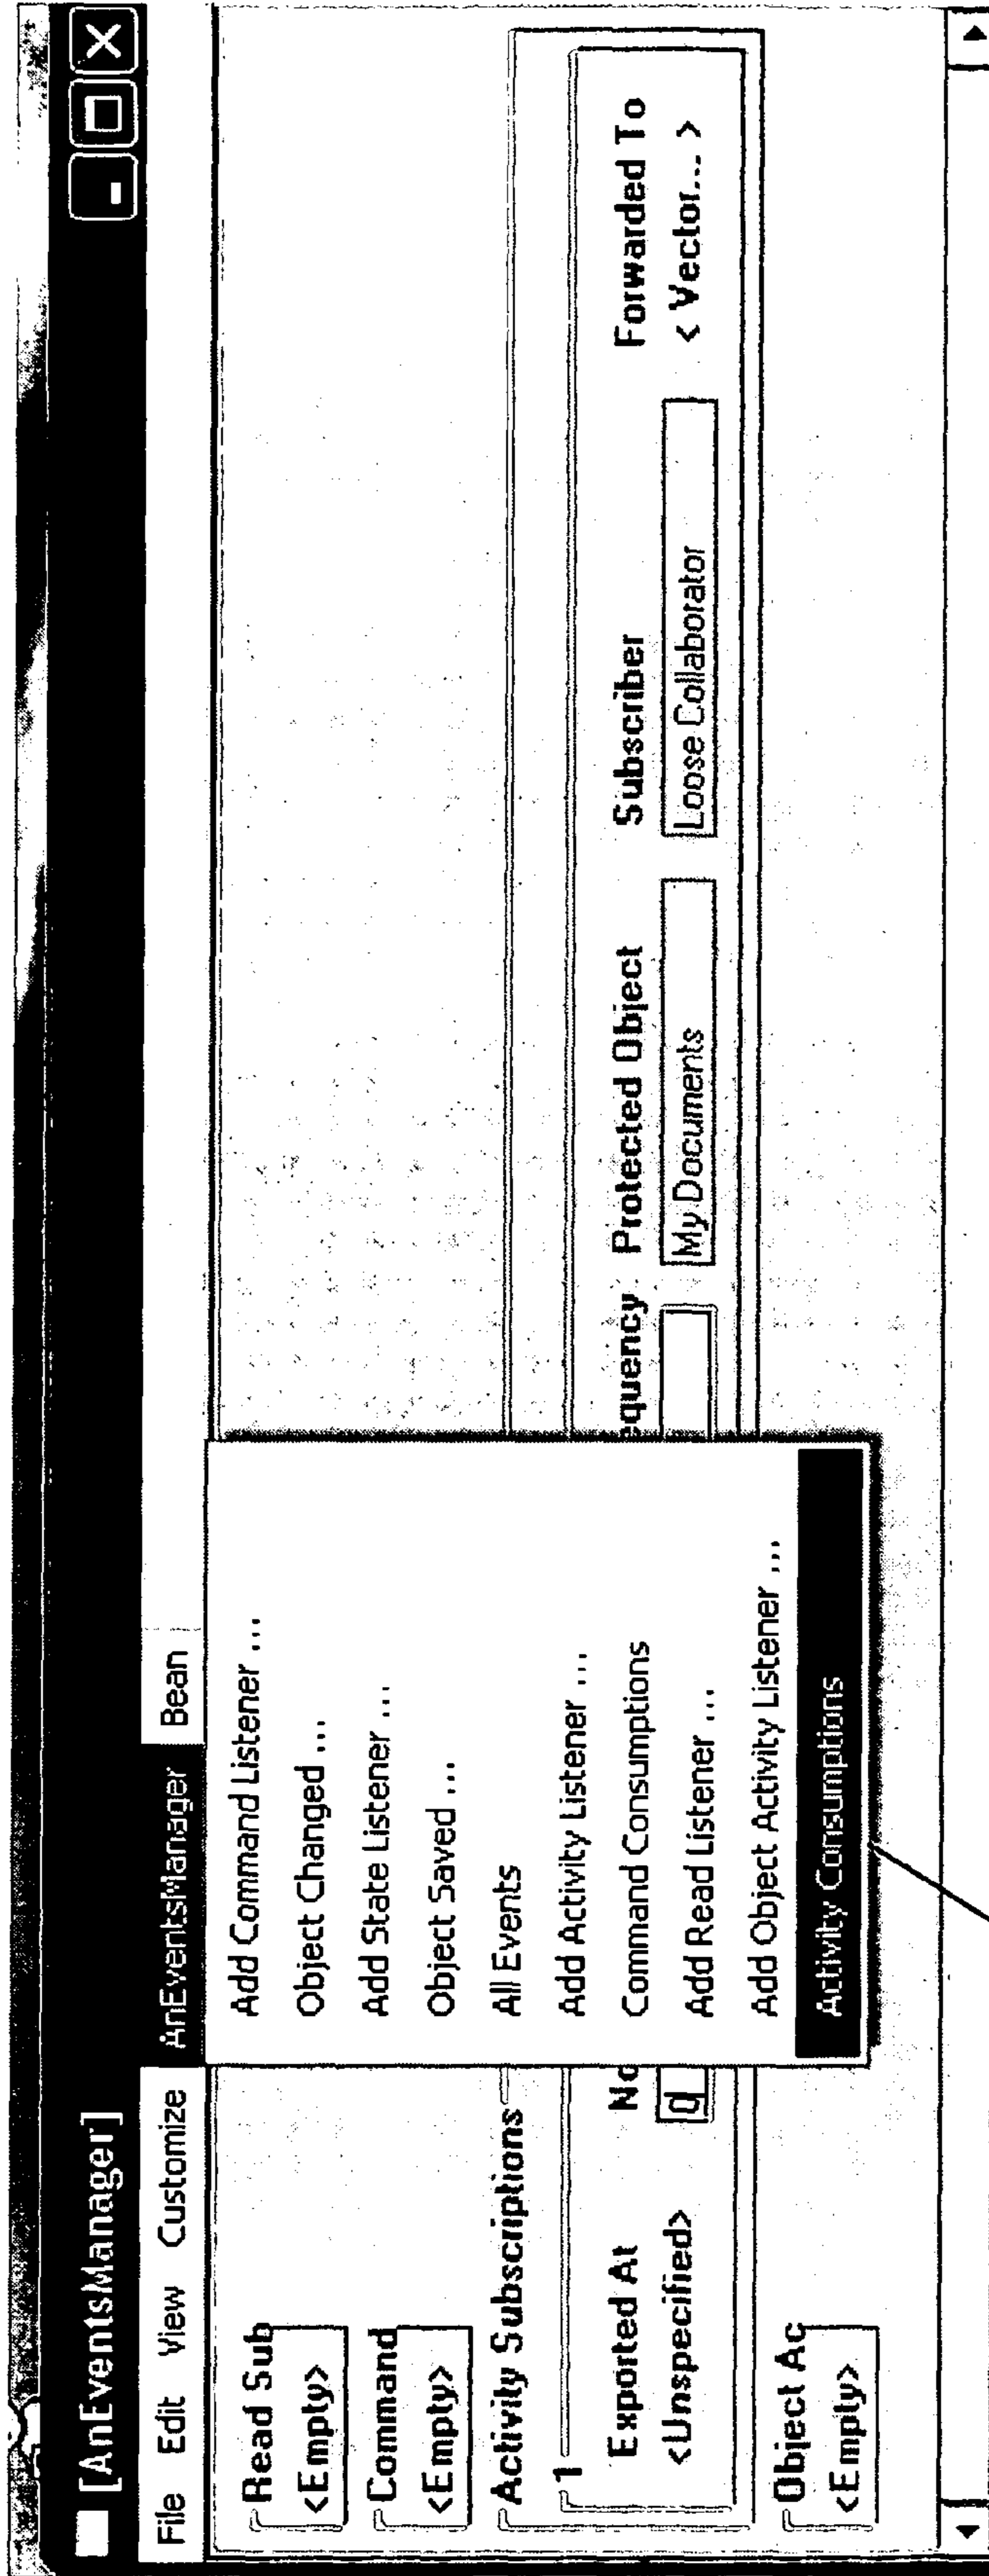 [AnEventsManager]
File Edit View Customize AnEventsManager Bean
Add Command Listener ...
Object Changed ...
Add State Listener ...
Object Saved ...
All Events
Add Activity Listener ...
Command Consumptions
Add Read Listener ...
Add Object Activity Listener ...
Activity Consumptions
Read Sub
<Empty>
Command
<Empty>
Activity Subscriptions
1
Exported At No equency Protected Object Subscriber Forwarded To
<Unspecified> 0 My Documents Loose Collaborator < Vector... >
Object Ac
<Empty>